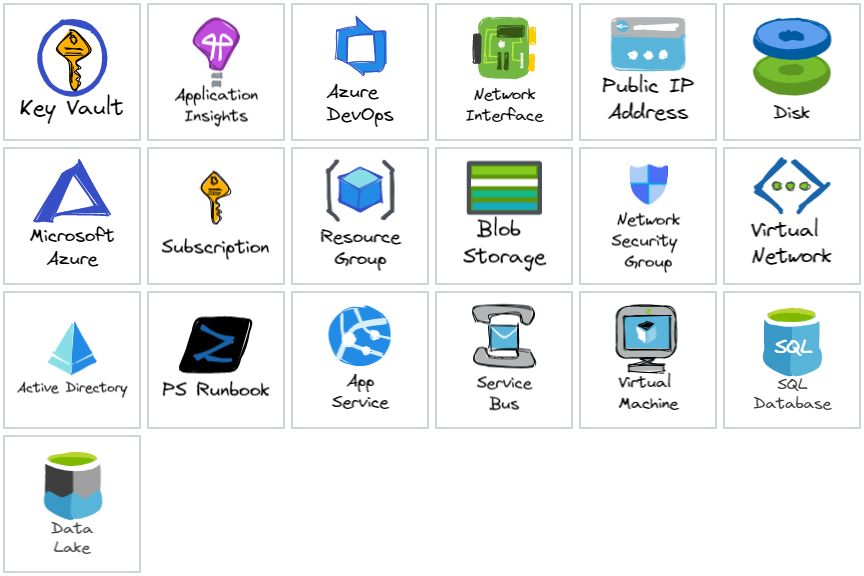 Key Vault
Application
Insights
Azure
DevOps
Network
Interface
Public IP
Address
Disk
Microsoft
Azure
Subscription
Resource
Group
Blob
Storage
Network
Security
Group
Virtual
Network
Active Directory
PS Runbook
App
Service
Service
Bus
Virtual
Machine
SQL
SQL
Database
Data
Lake